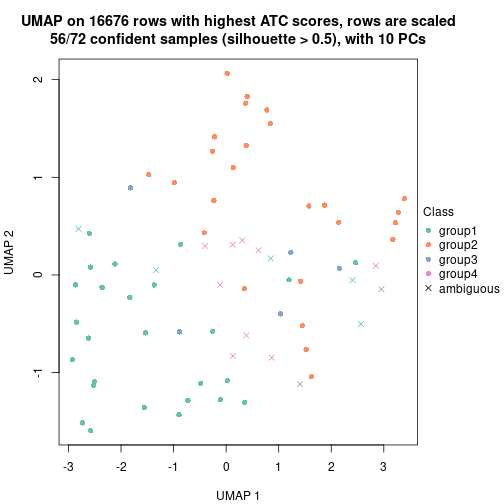 UMAP on 16676 rows with highest ATC scores, rows are scaled
56/72 confident samples (silhouette > 0.5), with 10 PCs
2
1
0
-1
UMAP 2
-3
-2
-1
0
1
2
3
UMAP 1
Class
group1
group2
group3
group4
ambiguous